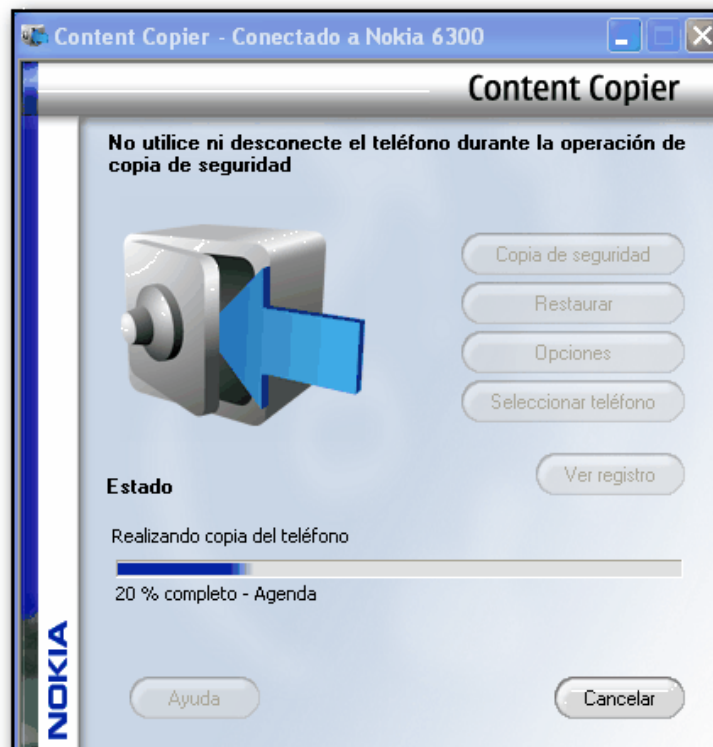 Content Copier - Conectado a Nokia 6300
Content Copier
No utilice ni desconecte el teléfono durante la operación de
copia de seguridad
Copia de seguridad
Restaurar
Opciones
Seleccionar teléfono
Ver registro
Estado
Realizando copia del teléfono
20 % completo - Agenda
NOKIA
Ayuda
Cancelar